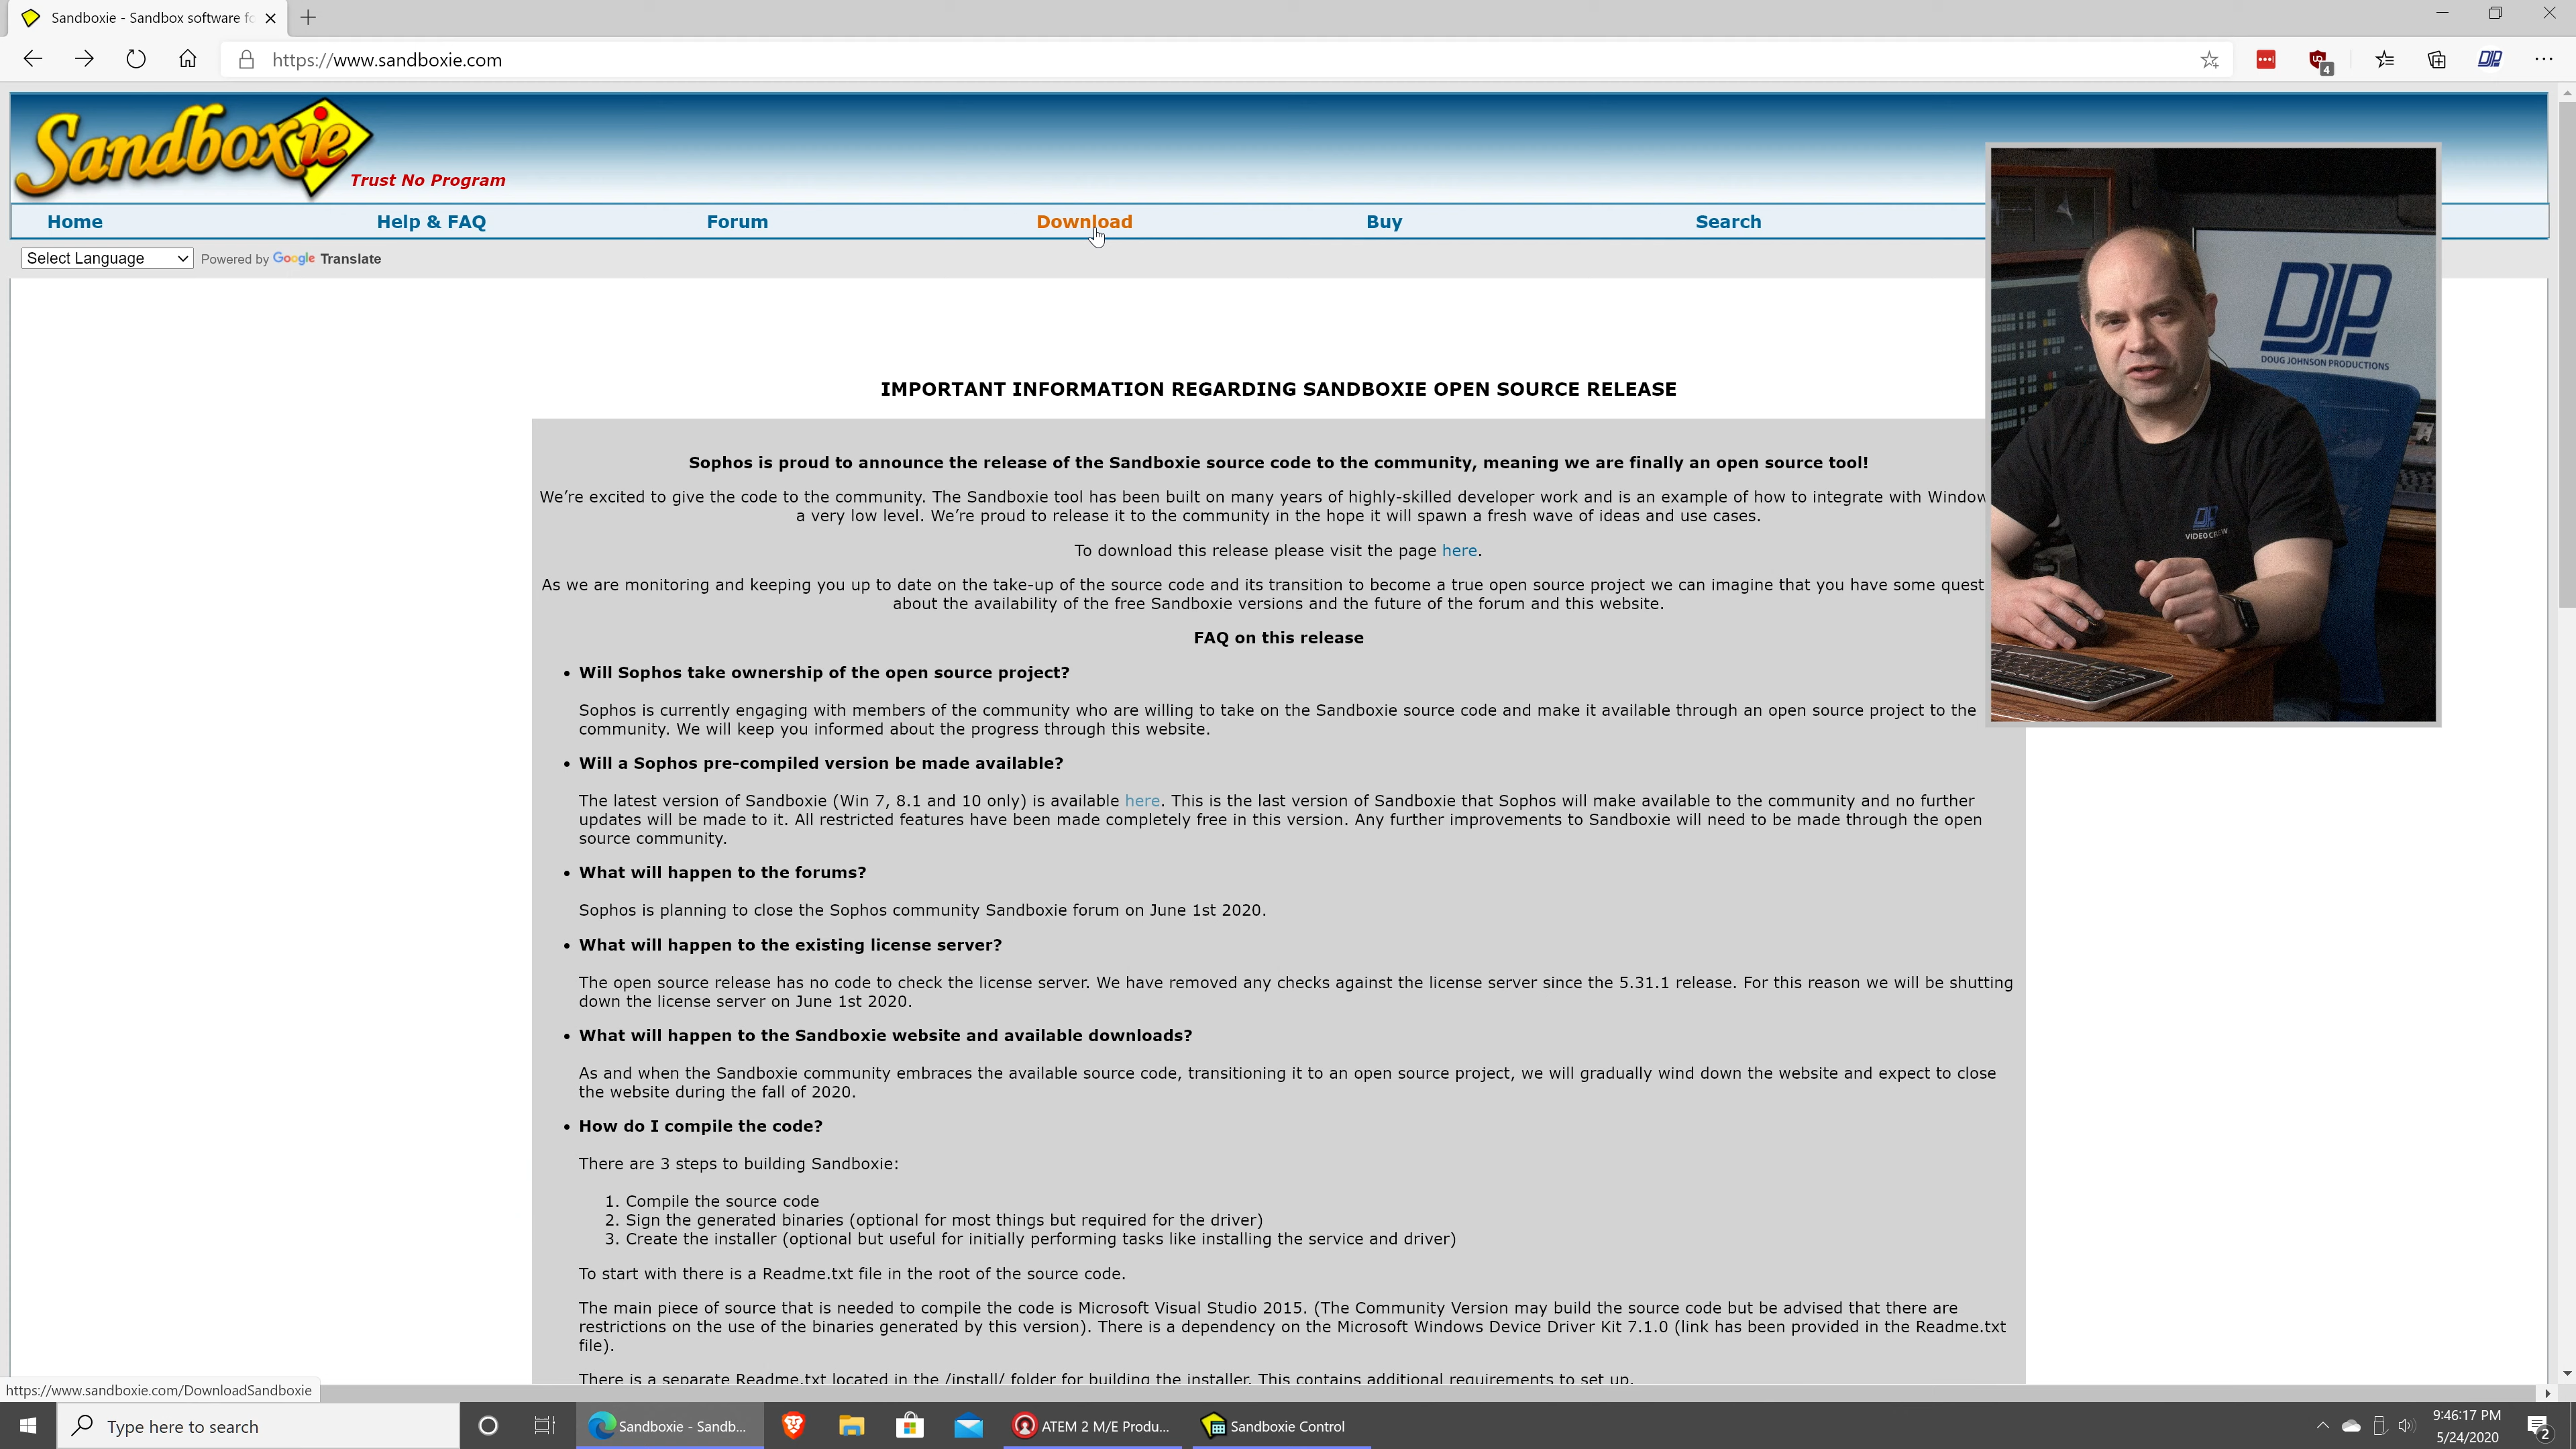 Sandboxie - Sandbox software fo
https://www.sandboxie.com
4
DJP
Sandboxie
Trust No Program
Home Help & FAQ Forum Download Buy Search
Select Language Powered by Google Translate
DJP
DOUG JOHNSON PRODUCTIONS
VIDEO CREW
IMPORTANT INFORMATION REGARDING SANDBOXIE OPEN SOURCE RELEASE
Sophos is proud to announce the release of the Sandboxie source code to the community, meaning we are finally an open source tool!
We’re excited to give the code to the community. The Sandboxie tool has been built on many years of highly-skilled developer work and is an example of how to integrate with Window
a very low level. We’re proud to release it to the community in the hope it will spawn a fresh wave of ideas and use cases.
To download this release please visit the page here.
As we are monitoring and keeping you up to date on the take-up of the source code and its transition to become a true open source project we can imagine that you have some quest
about the availability of the free Sandboxie versions and the future of the forum and this website.
FAQ on this release
• Will Sophos take ownership of the open source project?
Sophos is currently engaging with members of the community who are willing to take on the Sandboxie source code and make it available through an open source project to the
community. We will keep you informed about the progress through this website.
• Will a Sophos pre-compiled version be made available?
The latest version of Sandboxie (Win 7, 8.1 and 10 only) is available here. This is the last version of Sandboxie that Sophos will make available to the community and no further
updates will be made to it. All restricted features have been made completely free in this version. Any further improvements to Sandboxie will need to be made through the open
source community.
• What will happen to the forums?
Sophos is planning to close the Sophos community Sandboxie forum on June 1st 2020.
• What will happen to the existing license server?
The open source release has no code to check the license server. We have removed any checks against the license server since the 5.31.1 release. For this reason we will be shutting
down the license server on June 1st 2020.
• What will happen to the Sandboxie website and available downloads?
As and when the Sandboxie community embraces the available source code, transitioning it to an open source project, we will gradually wind down the website and expect to close
the website during the fall of 2020.
• How do I compile the code?
There are 3 steps to building Sandboxie:
1. Compile the source code
2. Sign the generated binaries (optional for most things but required for the driver)
3. Create the installer (optional but useful for initially performing tasks like installing the service and driver)
To start with there is a Readme.txt file in the root of the source code.
The main piece of source that is needed to compile the code is Microsoft Visual Studio 2015. (The Community Version may build the source code but be advised that there are
restrictions on the use of the binaries generated by this version). There is a dependency on the Microsoft Windows Device Driver Kit 7.1.0 (link has been provided in the Readme.txt
file).
There is a separate Readme.txt located in the /install/ folder for building the installer. This contains additional requirements to set up.
https://www.sandboxie.com/DownloadSandboxie
Type here to search
Sandboxie - Sandb...
ATEM 2 M/E Produ...
Sandboxie Control
9:46:17 PM
5/24/2020
2